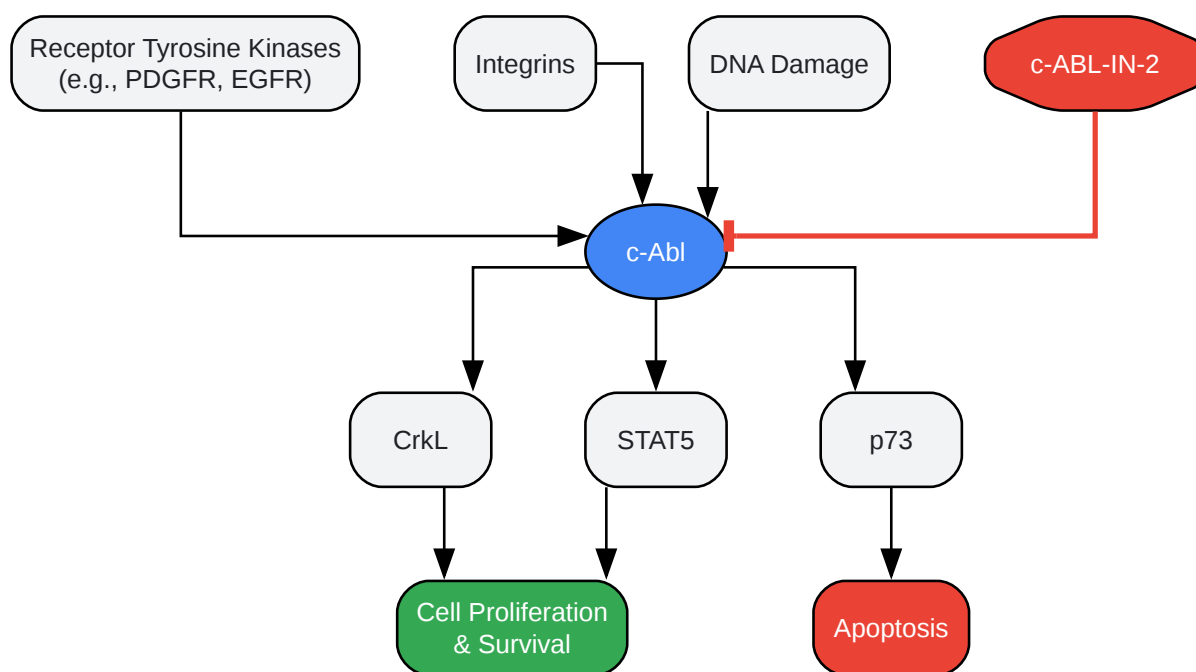 Receptor Tyrosine Kinases
(e.g., PDGFR, EGFR)
Integrins
DNA Damage
c-ABL-IN-2
c-Abl
CrkL
STAT5
p73
Cell Proliferation
& Survival
Apoptosis